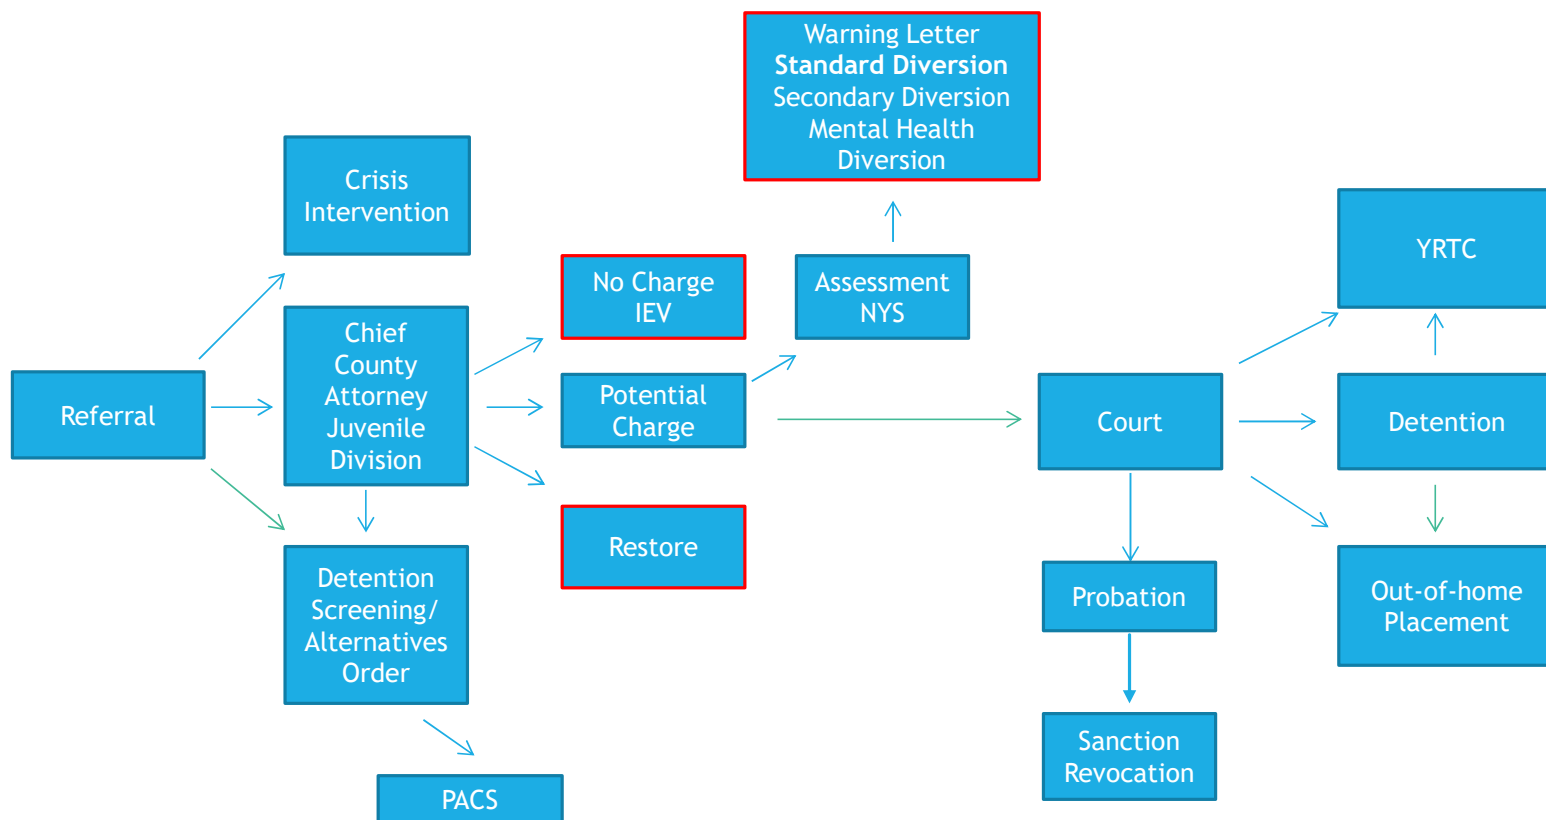 Warning Letter
Standard Diversion
Secondary Diversion
Mental Health
Diversion
Crisis
Intervention
No Charge
IEV
Assessment
NYS
YRTC
Chief
County
Attorney
Juvenile
Division
Referral
Potential
Charge
Court
Detention
Restore
Detention
Screening/
Alternatives
Order
Probation
Out-of-home
Placement
Sanction
Revocation
PACS